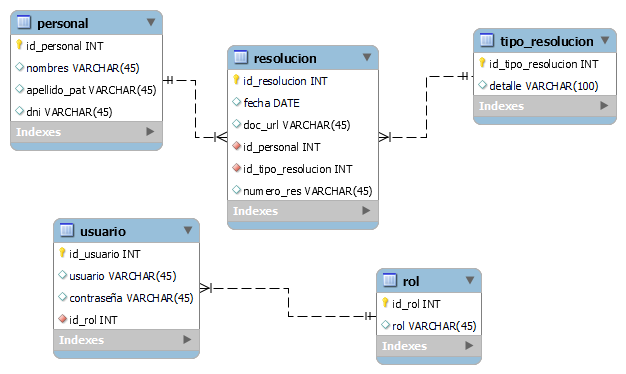 personal
id_personal INT
nombres VARCHAR(45)
apellido_pat VARCHAR(45)
dni VARCHAR(45)
Indexes
resolucion
id_resolucion INT
fecha DATE
doc_url VARCHAR(45)
id_personal INT
id_tipo_resolucion INT
numero_res VARCHAR(45)
Indexes
tipo_resolucion
id_tipo_resolucion INT
detalle VARCHAR(100)
Indexes
usuario
id_usuario INT
usuario VARCHAR(45)
contraseña VARCHAR(45)
id_rol INT
Indexes
rol
id_rol INT
rol VARCHAR(45)
Indexes